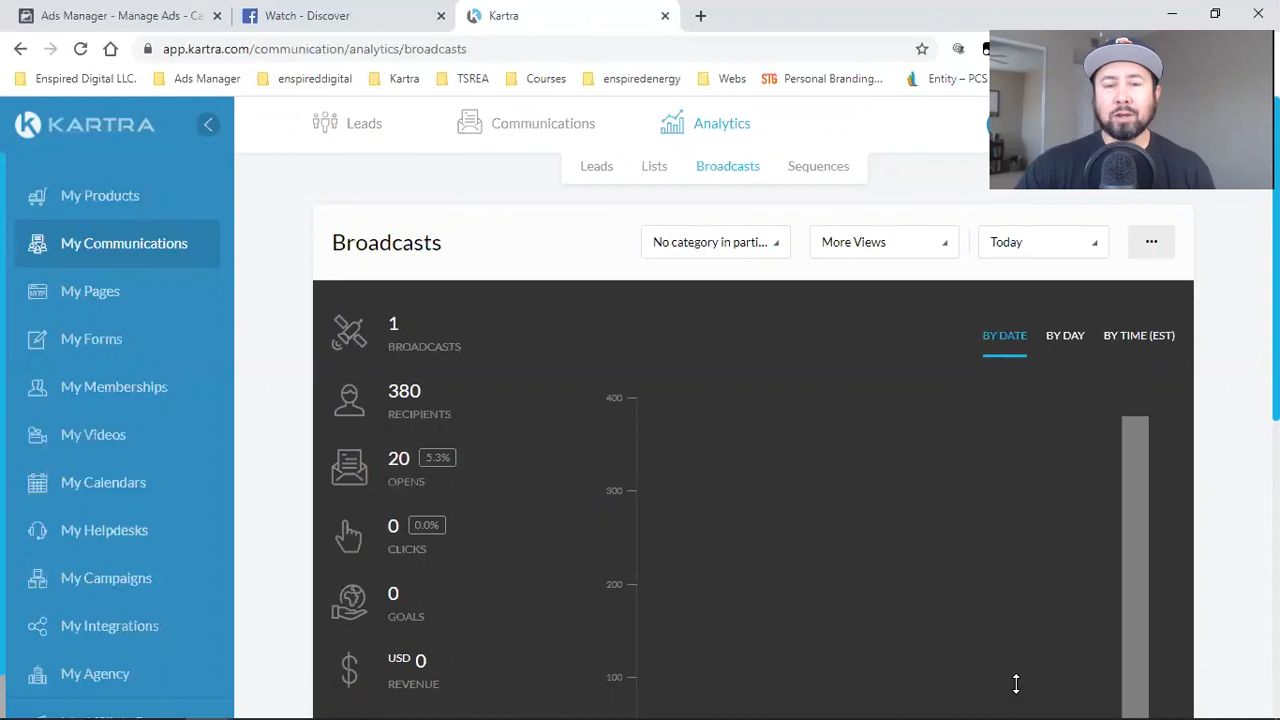 Ads Manager - Manage Ads - Ca
Watch - Discover
Kartra
app.kartra.com/communication/analytics/broadcasts
Enspired Digital LLC.
Ads Manager
enspireddigital
Kartra
TSREA
Courses
enspiredenergy
Webs
STG
Personal Branding...
Entity – PCS
KARTRA
Leads
Communications
Analytics
Leads
Lists
Broadcasts
Sequences
My Products
My Communications
My Pages
My Forms
My Memberships
My Videos
My Calendars
My Helpdesks
My Campaigns
My Integrations
My Agency
Broadcasts
No category in parti...
More Views
Today
1
BROADCASTS
380
RECIPIENTS
20 5.3%
OPENS
0 0.0%
CLICKS
0
GOALS
USD 0
REVENUE
BY DATE
BY DAY
BY TIME (EST)
400
300
200
100